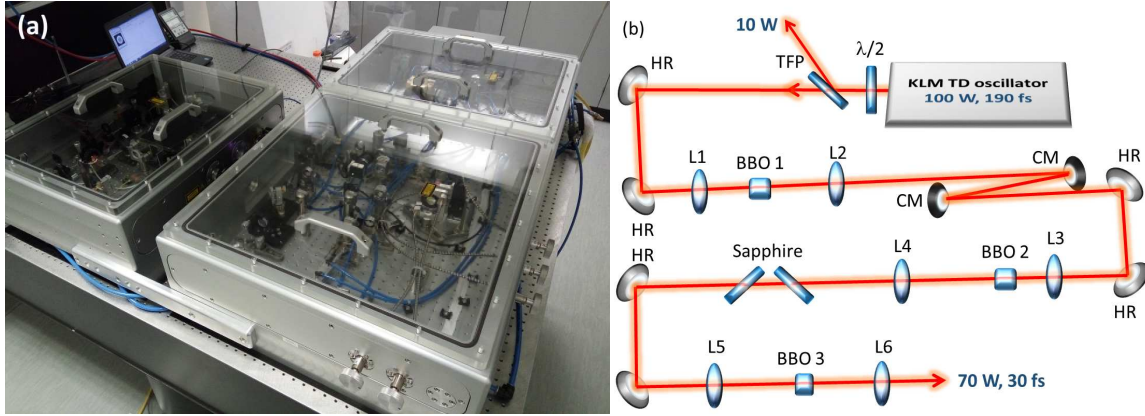 (a)
(b)
10 W
λ/2
TFP
HR
KLM TD oscillator
100 W, 190 fs
L1
BBO 1
L2
CM
HR
CM
HR
HR
Sapphire
L4
BBO 2
L3
HR
L5
BBO 3
L6
70 W, 30 fs